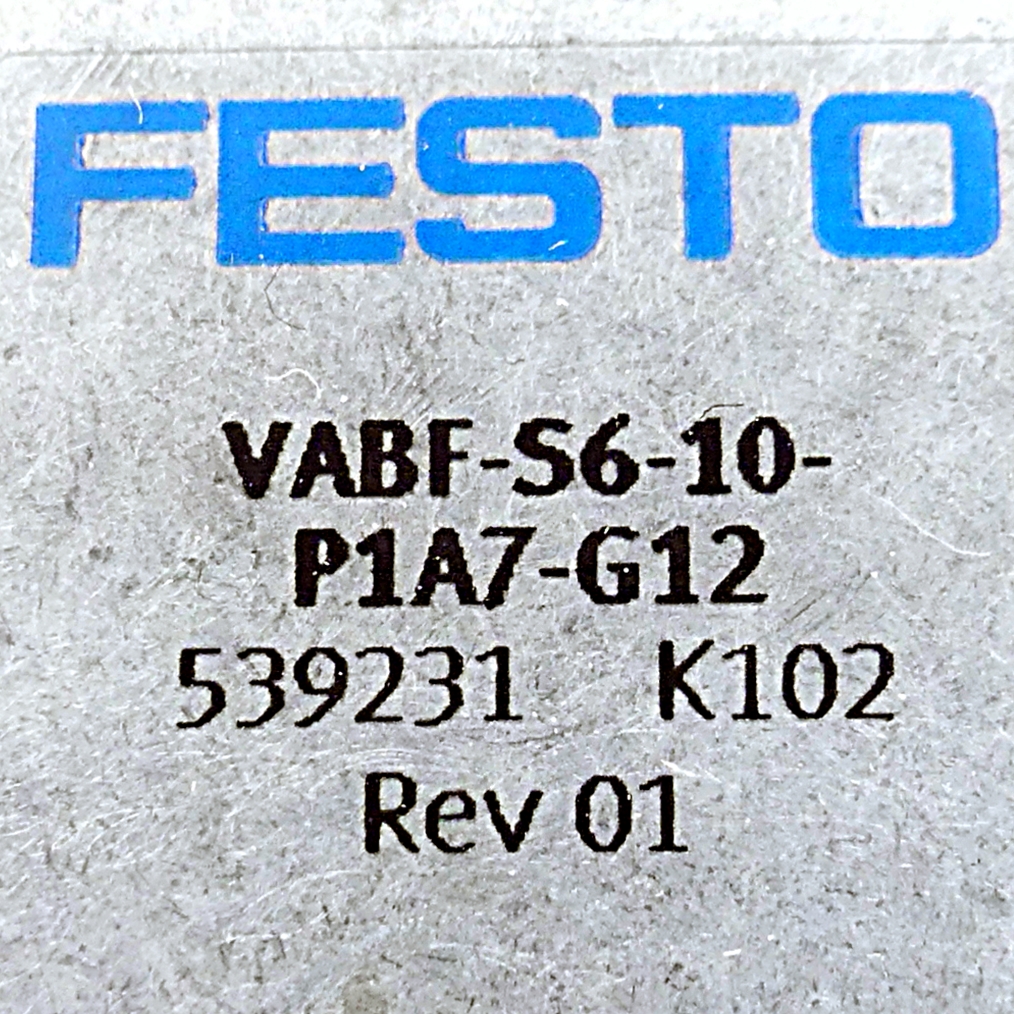 FESTO
VABF-S6-10-
P1A7-G12
539231 K102
Rev 01